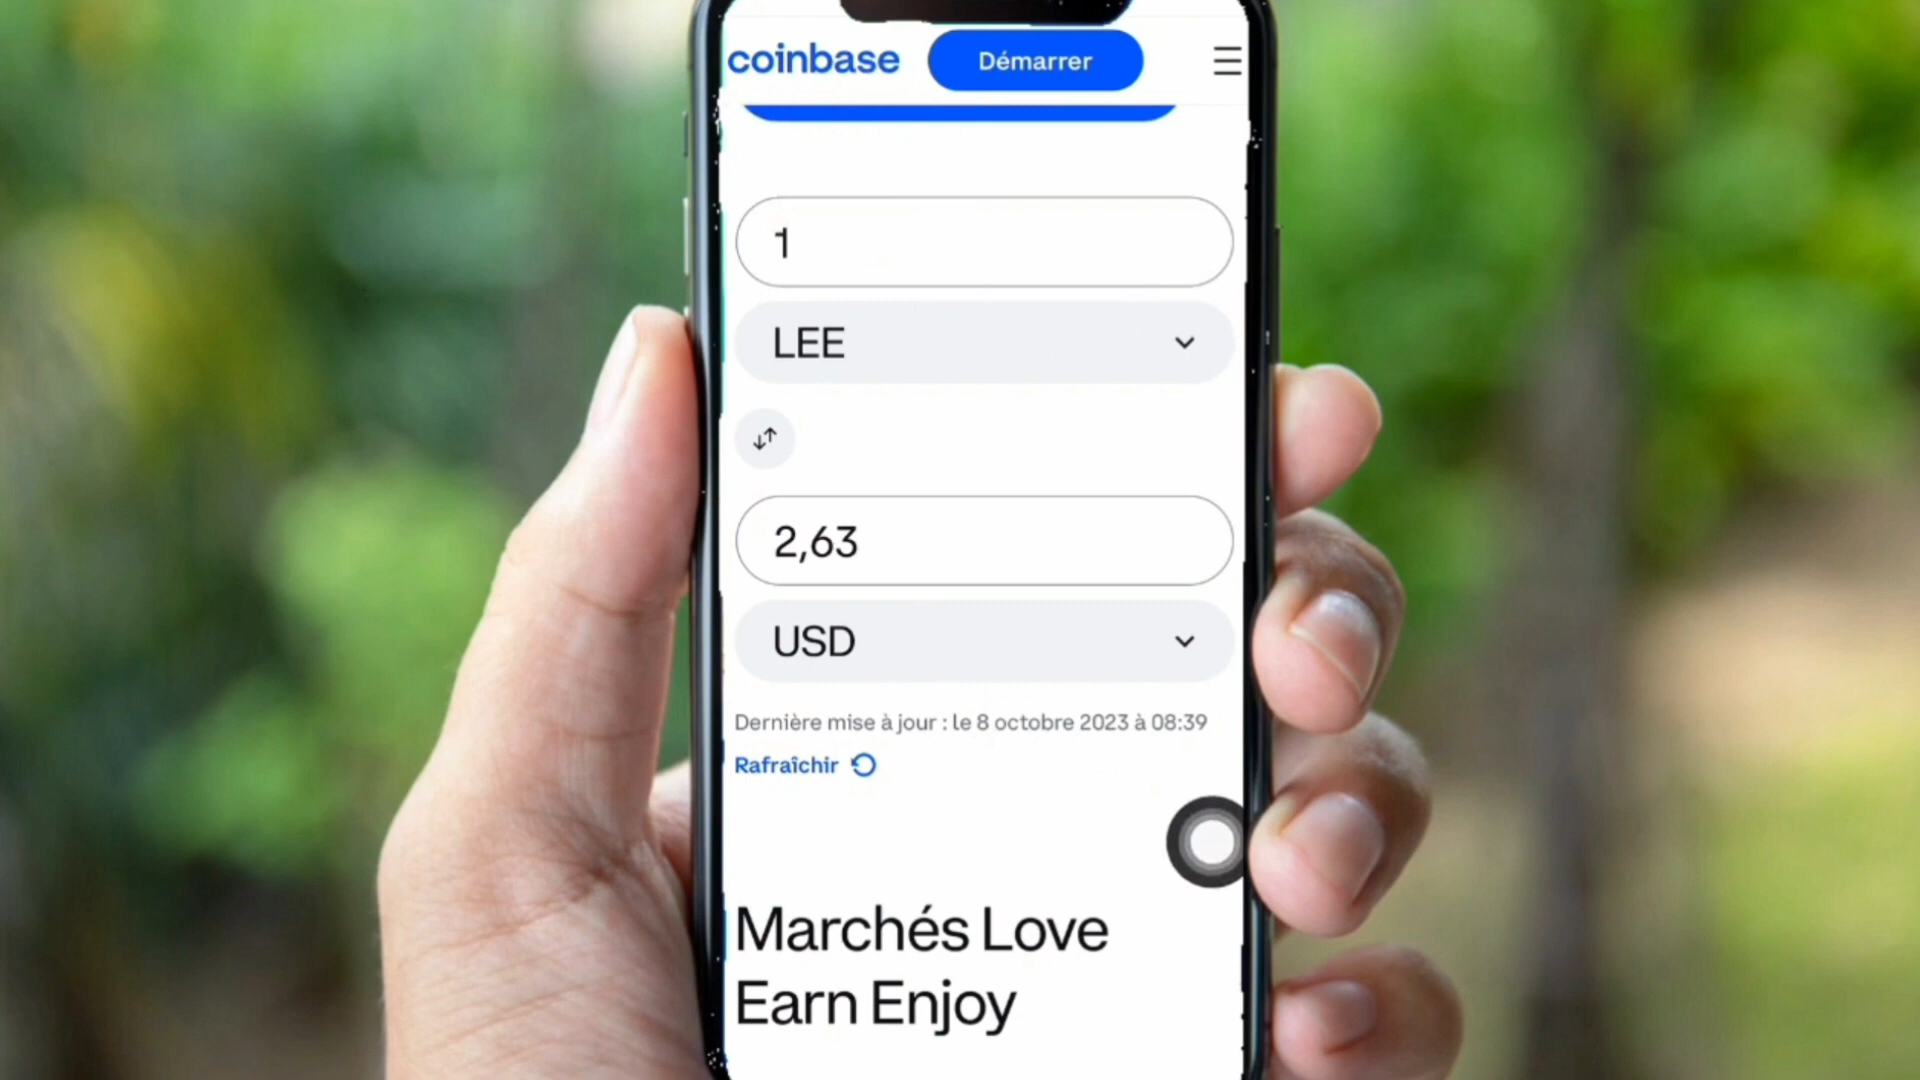 coinbase
Démarrer
1
LEE
2,63
USD
Dernière mise à jour : le 8 octobre 2023 à 08:39
Rafraîchir
Marchés Love
Earn Enjoy